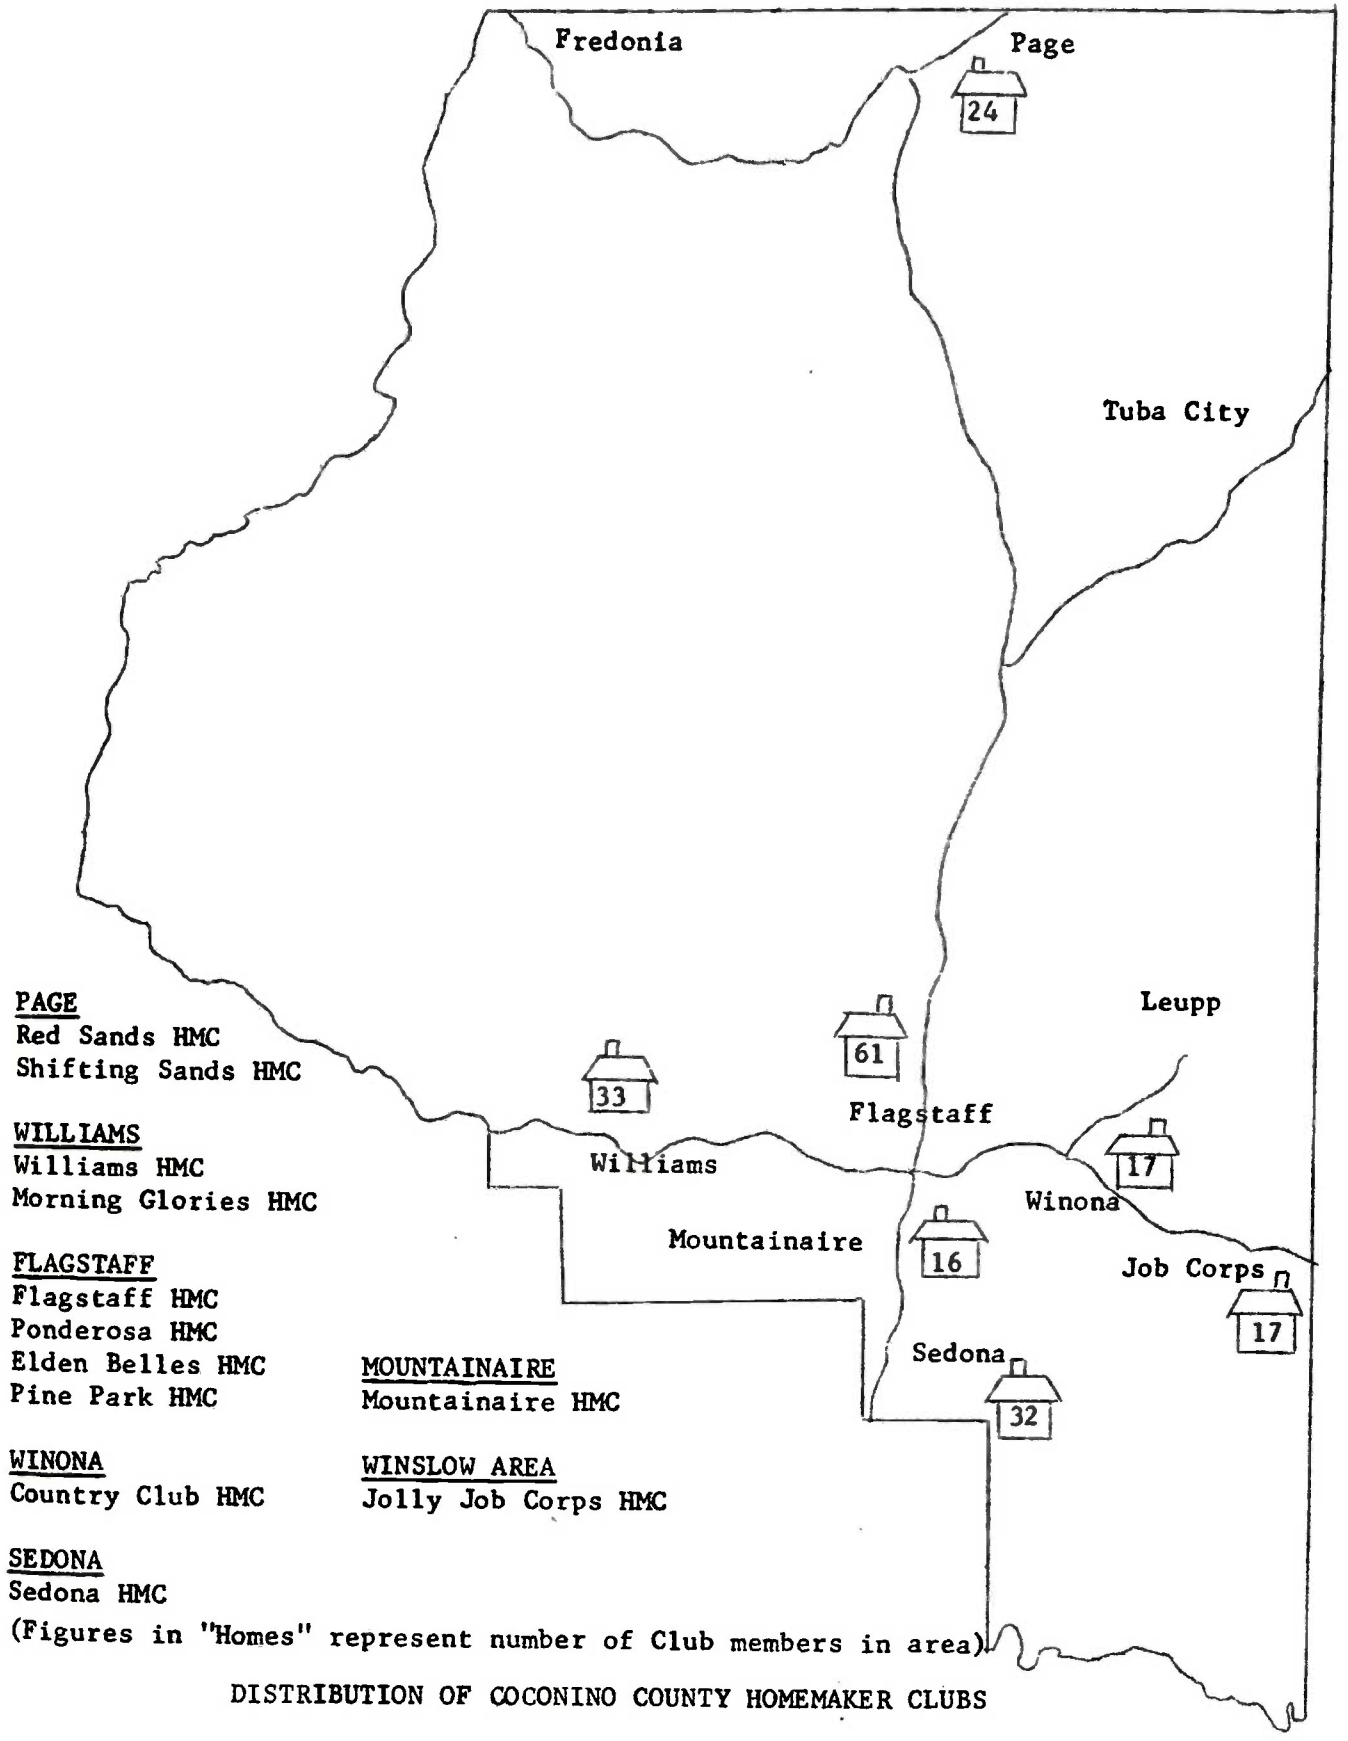 Fredonia
Page
24
Tuba City
Leupp
61
33
Flagstaff
17
Williams
Winona
Mountainaire
16
Job Corps
17
Sedona
32
PAGE
Red Sands HMC
Shifting Sands HMC
WILLIAMS
Williams HMC
Morning Glories HMC
FLAGSTAFF
Flagstaff HMC
Ponderosa HMC
Elden Belles HMC
Pine Park HMC
MOUNTAINAIRE
Mountainaire HMC
WINONA
Country Club HMC
WINSLOW AREA
Jolly Job Corps HMC
SEDONA
Sedona HMC
(Figures in "Homes" represent number of Club members in area)
DISTRIBUTION OF COCONINO COUNTY HOMEMAKER CLUBS